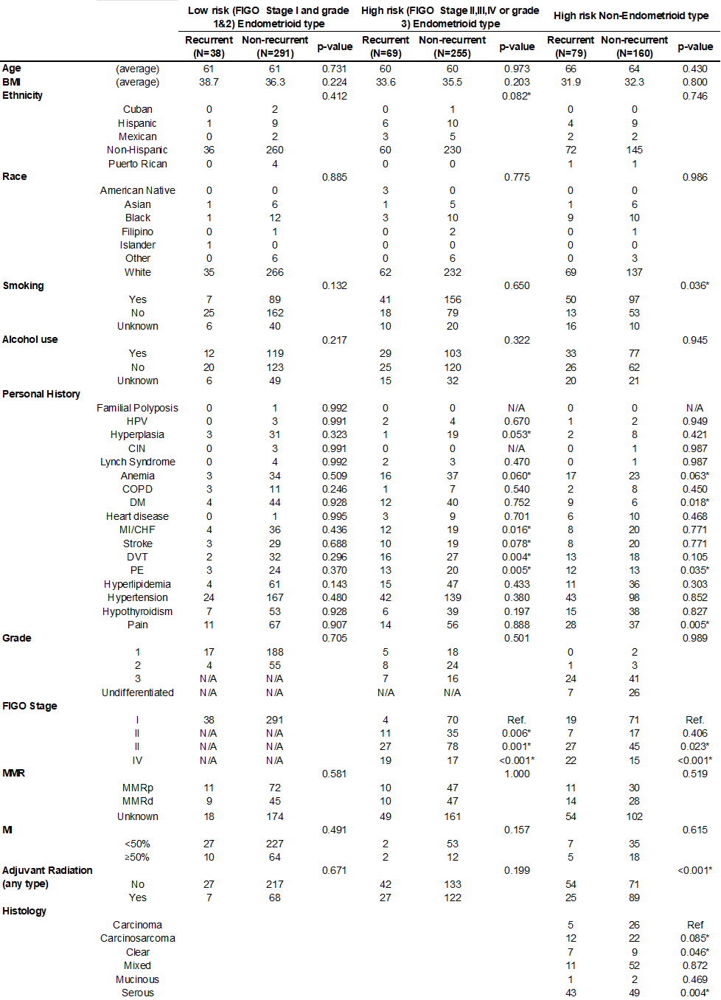 Low risk (FIGO Stage I and grade 1&2) Endometrioid type High risk (FIGO Stage II,III,IV or grade 3) Endometrioid type High risk Non-Endometrioid type
Recurrent (N=38) Non-recurrent (N=291) p-value Recurrent (N=69) Non-recurrent (N=255) p-value Recurrent (N=79) Non-recurrent (N=160) p-value
Age (average) 61 61 0.731 60 60 0.973 66 64 0.430
BMI (average) 38.7 36.3 0.224 33.6 35.5 0.203 31.9 32.3 0.800
Ethnicity 0.412 0.082* 0.746
Cuban 0 2 0 1 0 0
Hispanic 1 9 6 10 4 9
Mexican 0 2 3 5 2 2
Non-Hispanic 36 260 60 230 72 145
Puerto Rican 0 4 0 0 1 1
Race 0.885 0.775 0.986
American Native 0 0 3 0 0 0
Asian 1 6 1 5 1 6
Black 1 12 3 10 9 10
Filipino 0 1 0 2 0 1
Islander 1 0 0 0 0 0
Other 0 6 0 6 0 3
White 35 266 62 232 69 137
Smoking 0.132 0.650 0.036*
Yes 7 89 41 156 50 97
No 25 162 18 79 13 53
Unknown 6 40 10 20 16 10
Alcohol use 0.217 0.322 0.945
Yes 12 119 29 103 33 77
No 20 123 25 120 26 62
Unknown 6 49 15 32 20 21
Personal History
Familial Polyposis 0 1 0.992 0 0 N/A 0 0 N/A
HPV 0 3 0.991 2 4 0.670 1 2 0.949
Hyperplasia 3 31 0.323 1 19 0.053* 2 8 0.421
CIN 0 3 0.991 0 0 N/A 0 1 0.987
Lynch Syndrome 0 4 0.992 2 3 0.470 0 1 0.987
Anemia 3 34 0.509 16 37 0.060* 17 23 0.063*
COPD 3 11 0.246 1 7 0.540 2 8 0.450
DM 4 44 0.928 12 40 0.752 9 6 0.018*
Heart disease 0 1 0.995 3 9 0.701 6 10 0.468
MI/CHF 4 36 0.436 12 19 0.016* 8 20 0.771
Stroke 3 29 0.688 10 19 0.078* 8 20 0.771
DVT 2 32 0.296 16 27 0.004* 13 18 0.105
PE 3 24 0.370 13 20 0.005* 12 13 0.035*
Hyperlipidemia 4 61 0.143 15 47 0.433 11 36 0.303
Hypertension 24 167 0.480 42 139 0.380 43 98 0.852
Hypothyroidism 7 53 0.928 6 39 0.197 15 38 0.827
Pain 11 67 0.907 14 56 0.888 28 37 0.005*
Grade 0.705 0.501 0.989
1 17 188 5 18 0 2
2 4 55 8 24 1 3
3 N/A N/A 7 16 24 41
Undifferentiated N/A N/A N/A N/A 7 26
FIGO Stage
I 38 291 4 70 Ref. 19 71 Ref.
II N/A N/A 11 35 0.006* 7 17 0.406
II N/A N/A 27 78 0.001* 27 45 0.023*
IV N/A N/A 19 17 <0.001* 22 15 <0.001*
MMR 0.581 1.000 0.519
MMRp 11 72 10 47 11 30
MMRd 9 45 10 47 14 28
Unknown 18 174 49 161 54 102
MI 0.491 0.157 0.615
<50% 27 227 2 53 7 35
≥50% 10 64 2 12 5 18
Adjuvant Radiation 0.671 0.199 <0.001*
(any type) No 27 217 42 133 54 71
Yes 7 68 27 122 25 89
Histology
Carcinoma 5 26 Ref
Carcinosarcoma 12 22 0.085*
Clear 7 9 0.046*
Mixed 11 52 0.872
Mucinous 1 2 0.469
Serous 43 49 0.004*